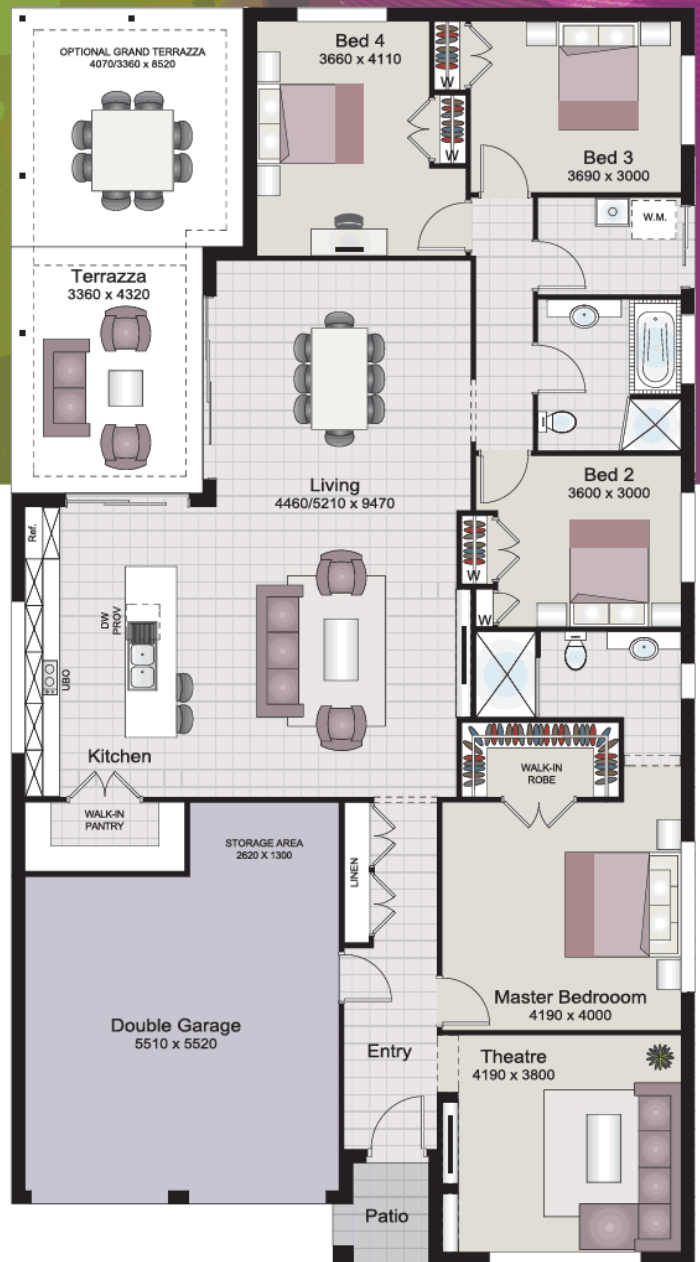 OPTIONAL GRAND TERRAZZA
4070/3360 x 8520
Bed 4
3660 x 4110
W
W
Bed 3
3690 x 3000
W.M.
Terrazza
3360 x 4320
Living
4460/5210 x 9470
Bed 2
3600 x 3000
W
W
Ref.
DW
PROV
UBO
Kitchen
WALK-IN
PANTRY
WALK-IN
ROBE
STORAGE AREA
2620 X 1300
LINEN
Master Bedrooom
4190 x 4000
Double Garage
5510 x 5520
Entry
Theatre
4190 x 3800
Patio